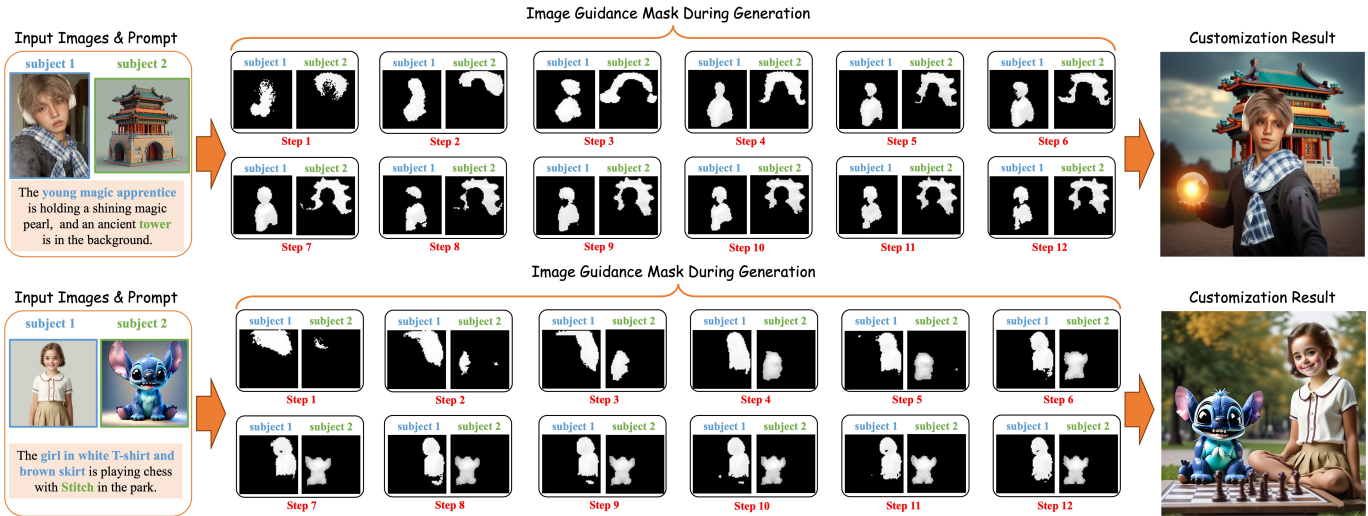 Image Guidance Mask During Generation
Input Images & Prompt
Customization Result
subject 1 subject 2
subject 1 subject 2
subject 1 subject 2
subject 1 subject 2
subject 1 subject 2
subject 1 subject 2
subject 1 subject 2
Step 1 Step 2 Step 3 Step 4 Step 5 Step 6
The young magic apprentice
is holding a shining magic
pearl, and an ancient tower
is in the background.
subject 1 subject 2
subject 1 subject 2
subject 1 subject 2
subject 1 subject 2
subject 1 subject 2
subject 1 subject 2
Step 7 Step 8 Step 9 Step 10 Step 11 Step 12
Image Guidance Mask During Generation
Input Images & Prompt
Customization Result
subject 1 subject 2
subject 1 subject 2
subject 1 subject 2
subject 1 subject 2
subject 1 subject 2
subject 1 subject 2
subject 1 subject 2
Step 1 Step 2 Step 3 Step 4 Step 5 Step 6
The girl in white T-shirt and
brown skirt is playing chess
with Stitch in the park.
subject 1 subject 2
subject 1 subject 2
subject 1 subject 2
subject 1 subject 2
subject 1 subject 2
subject 1 subject 2
Step 7 Step 8 Step 9 Step 10 Step 11 Step 12